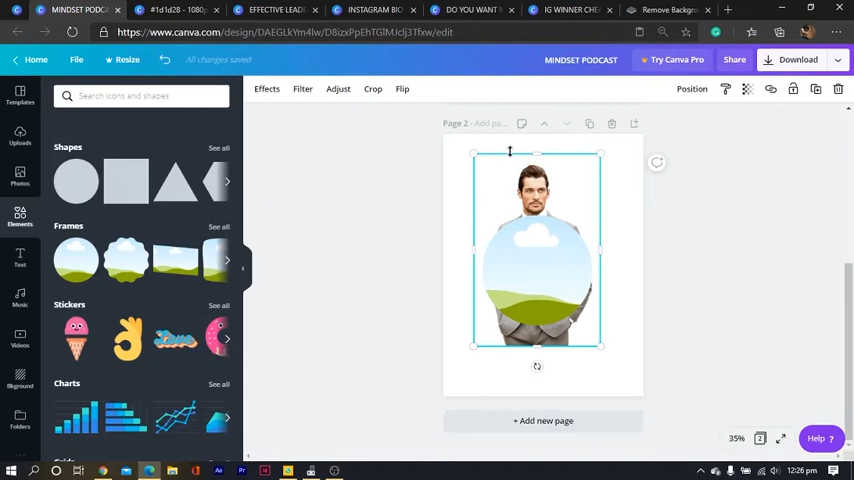 MINDSET PODCA
#1d1d28 - 1080p
EFFECTIVE LEADE
INSTAGRAM BIO
DO YOU WANT M
IG WINNER CHEA
Remove Backgro
https://www.canva.com/design/DAEGLkYm4lw/D8izxPpEhTGlMJclj3Tfxw/edit
Home
File
Resize
All changes saved
MINDSET PODCAST
Try Canva Pro
Share
Download
Effects
Filter
Adjust
Crop
Flip
Position
Templates
Uploads
Photos
Elements
Text
Music
Videos
Bkground
Folders
Search icons and shapes
Shapes
See all
Frames
See all
Stickers
See all
Charts
See all
Page 2 - Add pa...
+ Add new page
35%
2
Help ?
12:26 pm